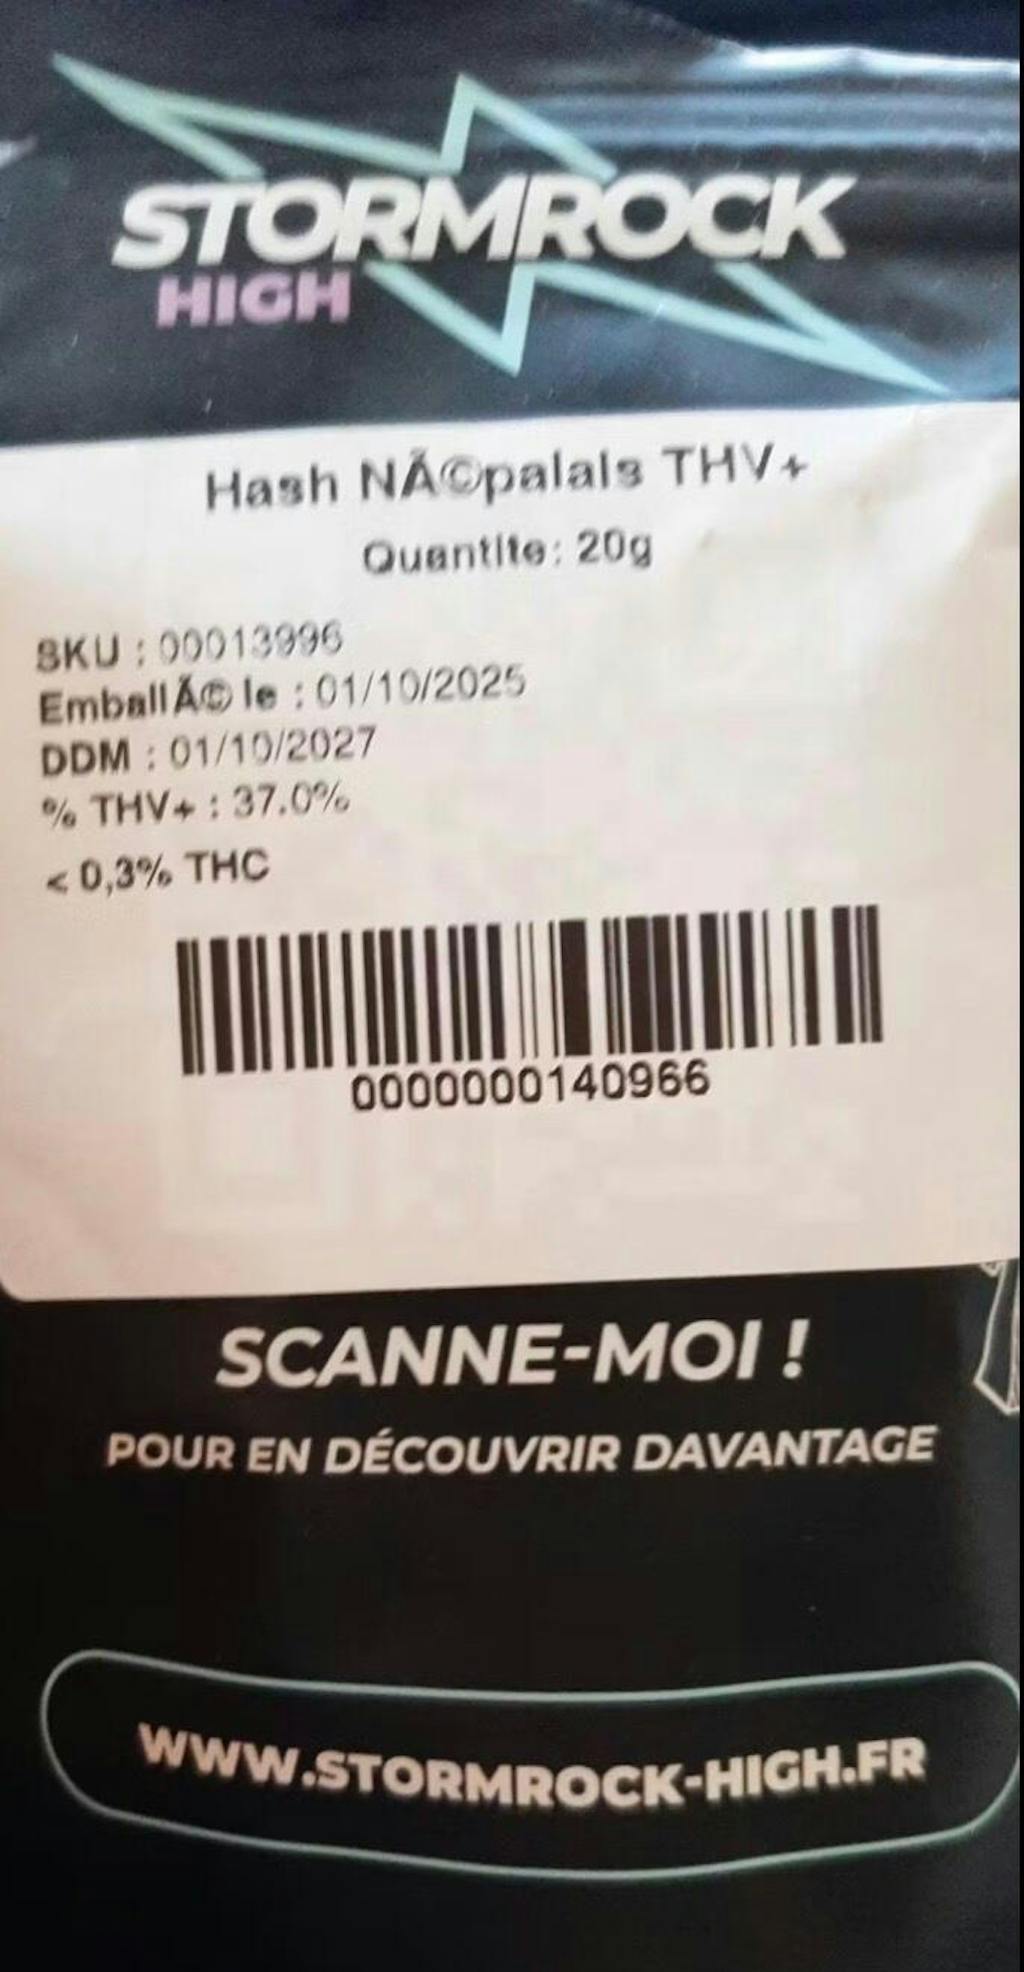 STORMROCK
HIGH
Hash NÃ©palais THV+
Quantite: 20g
SKU : 00013996
EmballÃ© le : 01/10/2025
DDM : 01/10/2027
% THV+ : 37.0%
< 0,3% THC
0000000140966
SCANNE-MOI !
POUR EN DÉCOUVRIR DAVANTAGE
WWW.STORMROCK-HIGH.FR